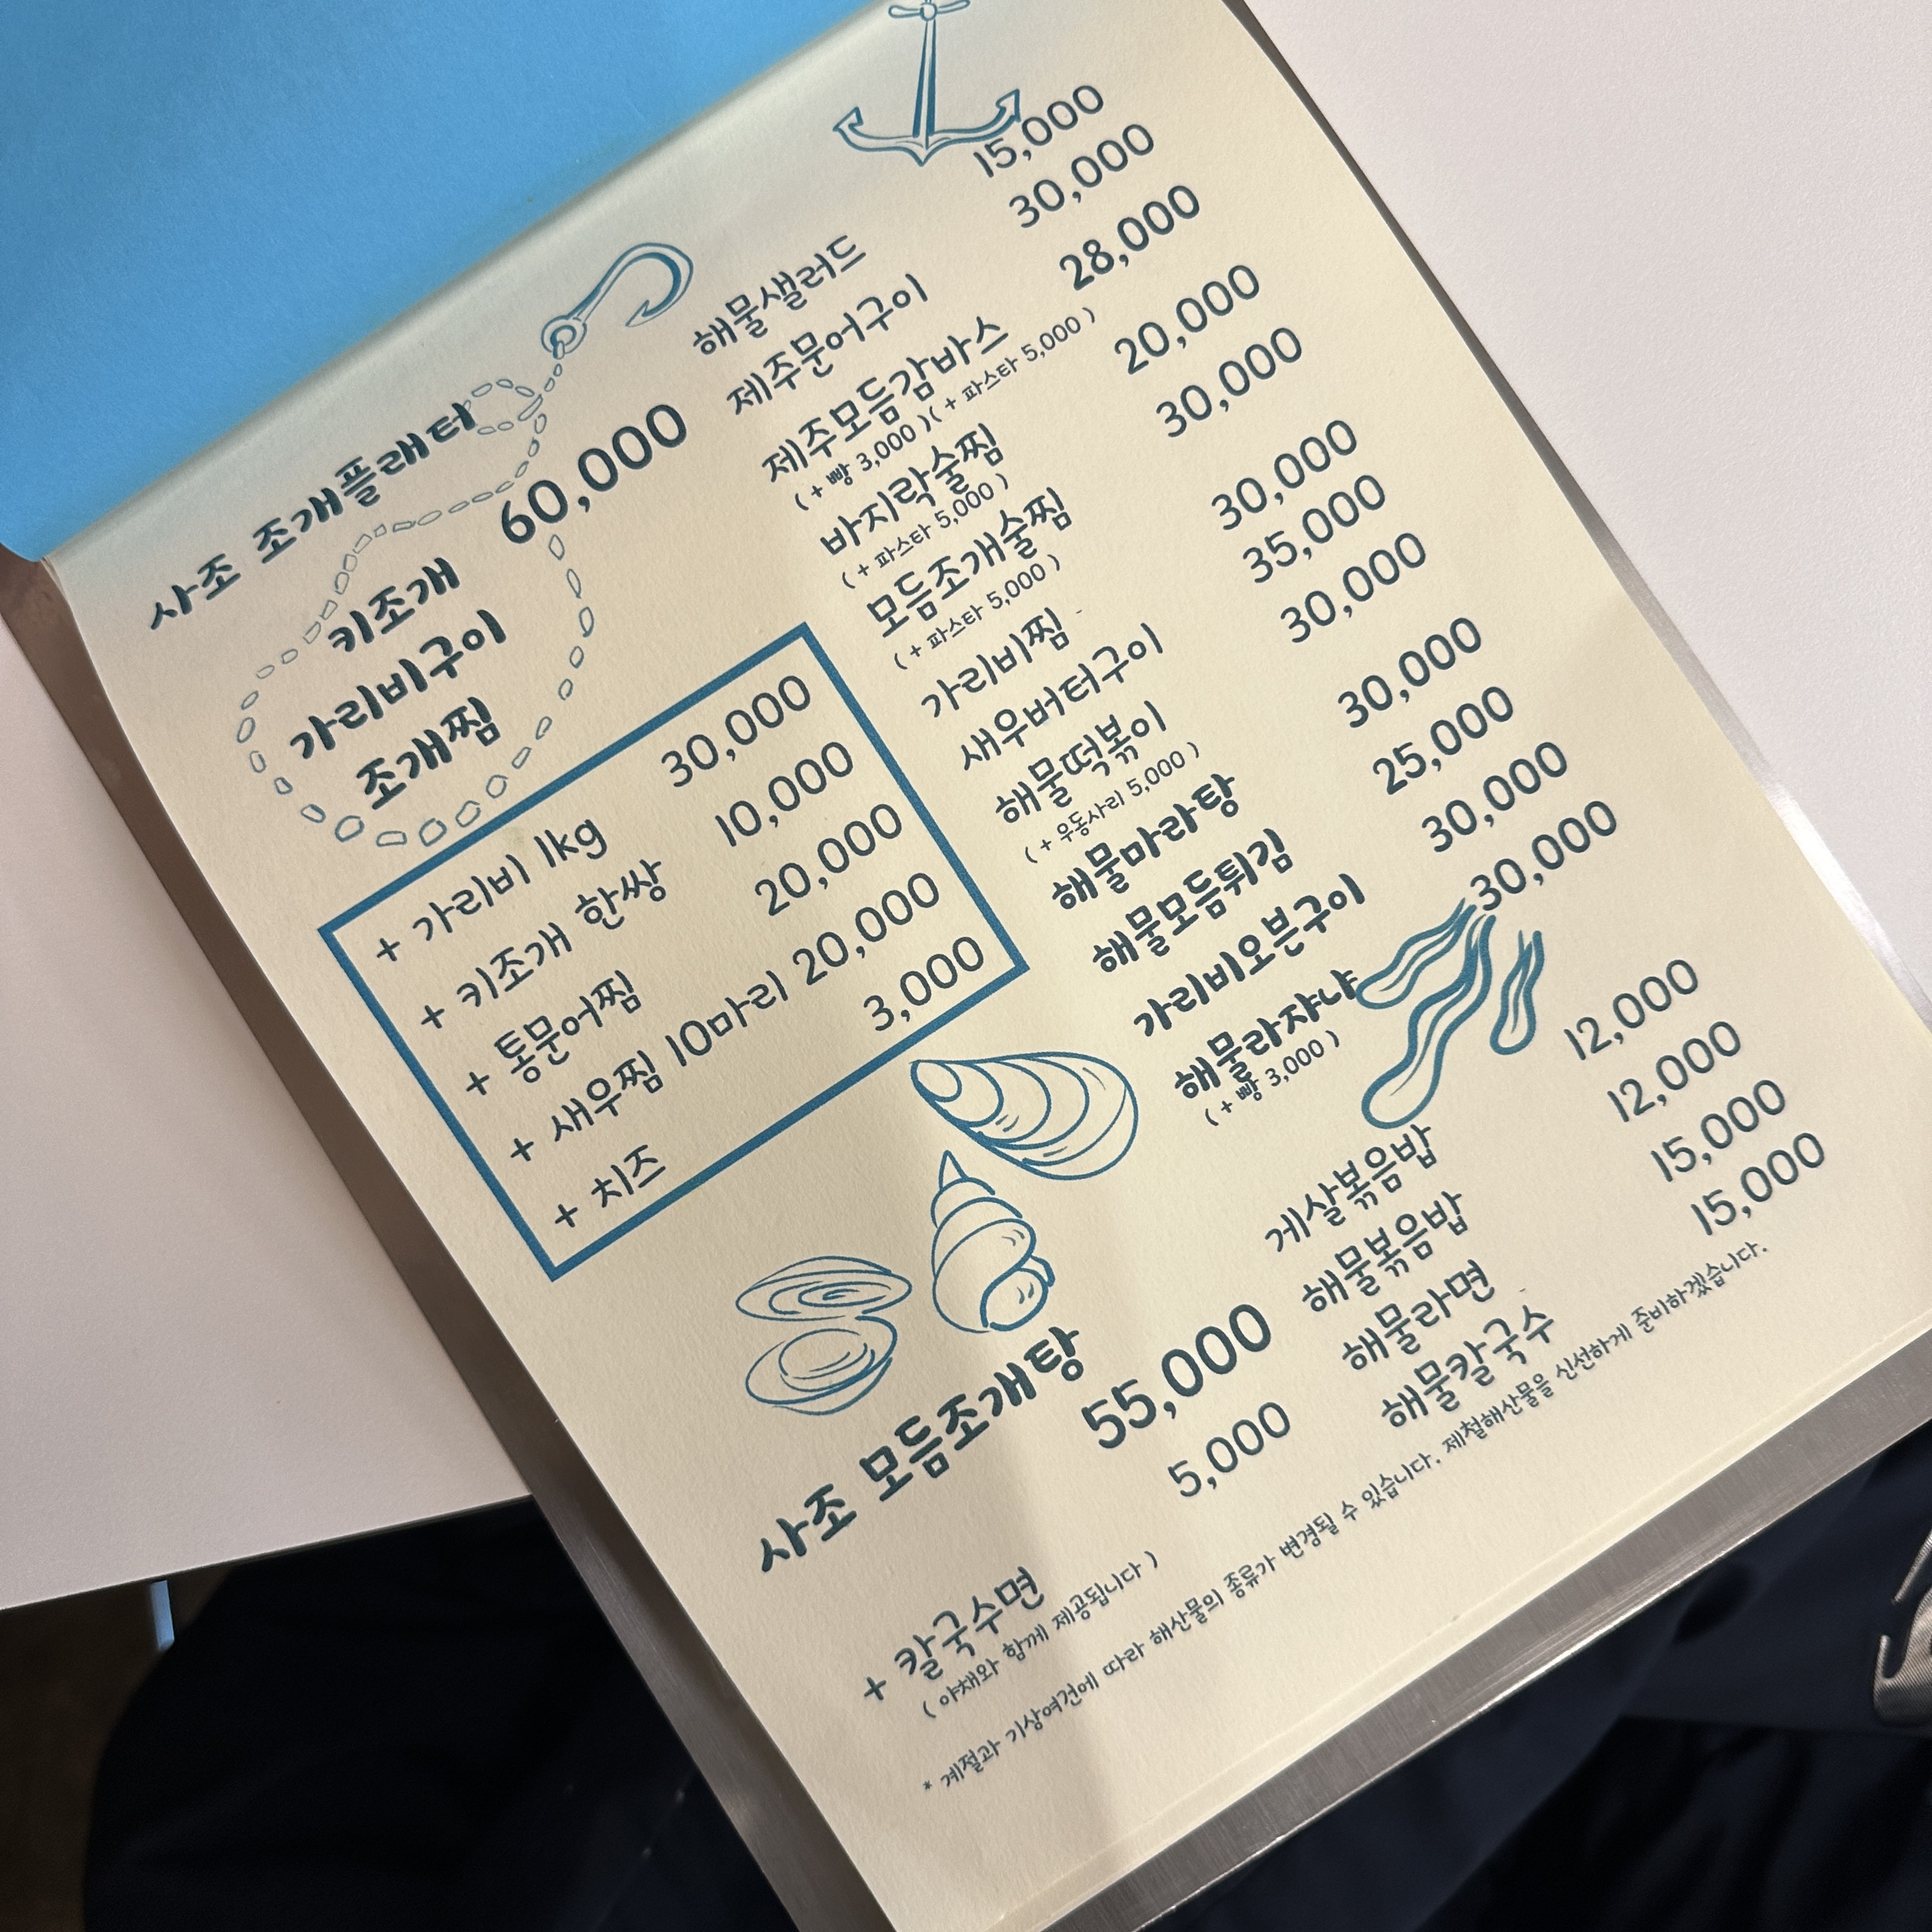 사조 조개플래터
60,000
키조개
가리비구이
조개찜
+ 가리비 1kg 30,000
+ 키조개 한쌍 10,000
+ 통문어찜 20,000
+ 새우찜 10마리 20,000
+ 치즈 3,000
사조 모듬조개탕
55,000
+ 칼국수면 5,000
( 야채와 함께 제공됩니다 )
해물샐러드 15,000
제주문어구이 30,000
제주모듬감바스 28,000
( + 빵 3,000 )( + 파스타 5,000 )
바지락술찜 20,000
( + 파스타 5,000 )
모듬조개술찜 30,000
( + 파스타 5,000 )
가리비찜 30,000
새우버터구이 35,000
해물떡볶이 30,000
( + 우동사리 5,000 )
해물마라탕 30,000
해물모듬튀김 25,000
가리비오븐구이 30,000
해물라쟈냐 30,000
( + 빵 3,000 )
게살볶음밥 12,000
해물볶음밥 12,000
해물라면 15,000
해물칼국수 15,000
* 계절과 기상여건에 따라 해산물의 종류가 변경될 수 있습니다. 제철해산물을 신선하게 준비하겠습니다.